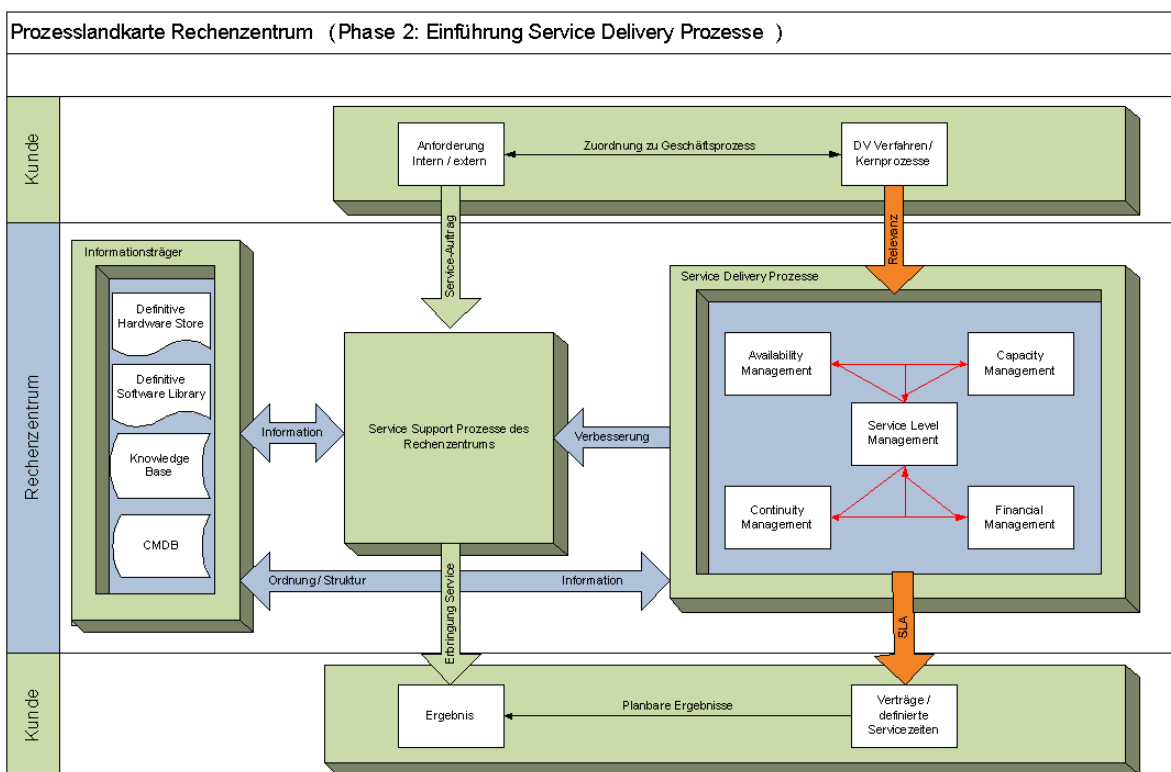 Prozesslandkarte Rechenzentrum (Phase 2: Einführung Service Delivery Prozesse )
Kunde
Anforderung
Intern / extern
Zuordnung zu Geschäftsprozess
DV Verfahren/
Kernprozesse
Service-Auftrag
Relevanz
Rechenzentrum
Informationsträger
Definitive
Hardware Store
Definitive
Software Library
Knowledge
Base
CMDB
Information
Service Support Prozesse des
Rechenzentrums
Verbesserung
Service Delivery Prozesse
Availability
Management
Capacity
Management
Service Level
Management
Continuity
Management
Financial
Management
Ordnung / Struktur
Information
Erbringung Service
SLA
Kunde
Ergebnis
Planbare Ergebnisse
Verträge /
definierte
Servicezeiten